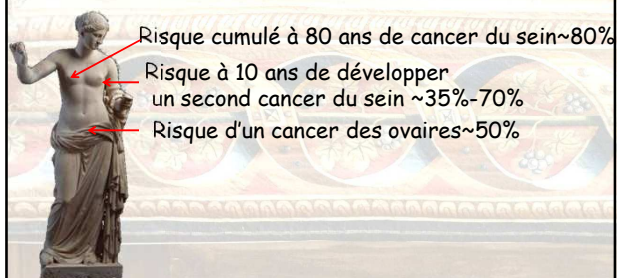 Risque cumulé à 80 ans de cancer du sein~80%
Risque à 10 ans de développer
un second cancer du sein ~35%-70%
Risque d'un cancer des ovaires~50%